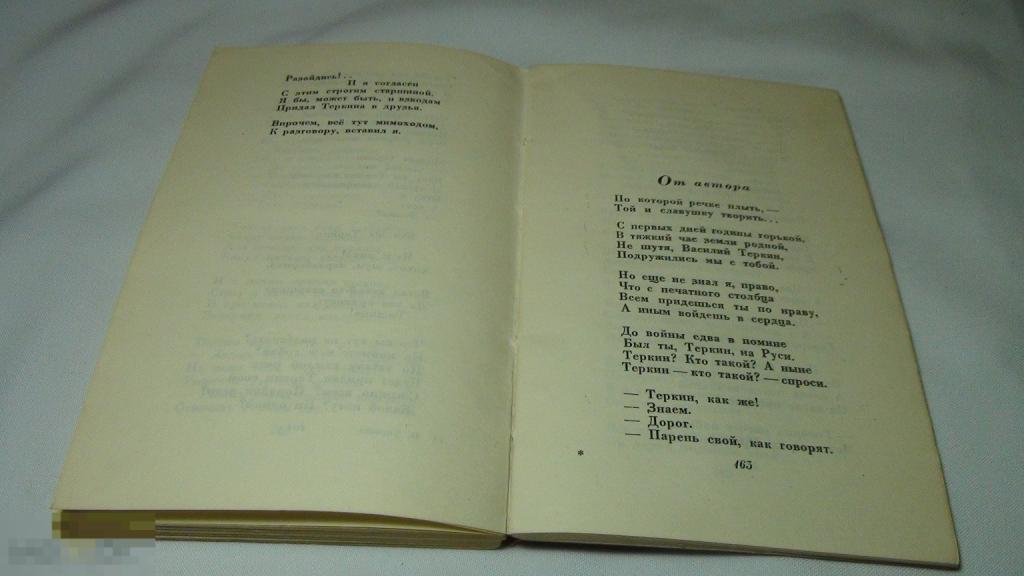 Разойдись!..
И я согласен
С этим строгим старшиной.
Я бы, может быть, и взводам
Придал Теркина в друзья.
Впрочем, всё тут мимоходом,
К разговору, вставил я.
От автора
По которой речке плыть,—
Той и славушку творить...
С первых дней годины горькой,
В тяжкий час земли родной,
Не шутя, Василий Теркин,
Подружились мы с тобой.
Но еще не знал я, право,
Что с печатного столбца
Всем придешься ты по нраву,
А иным войдешь в сердца.
До войны едва в помине
Был ты, Теркин, на Руси.
Теркин? Кто такой? А ныне
Теркин — кто такой? — спроси.
— Теркин, как же!
— Знаем.
— Дорог.
— Парень свой, как говорят.
*
163